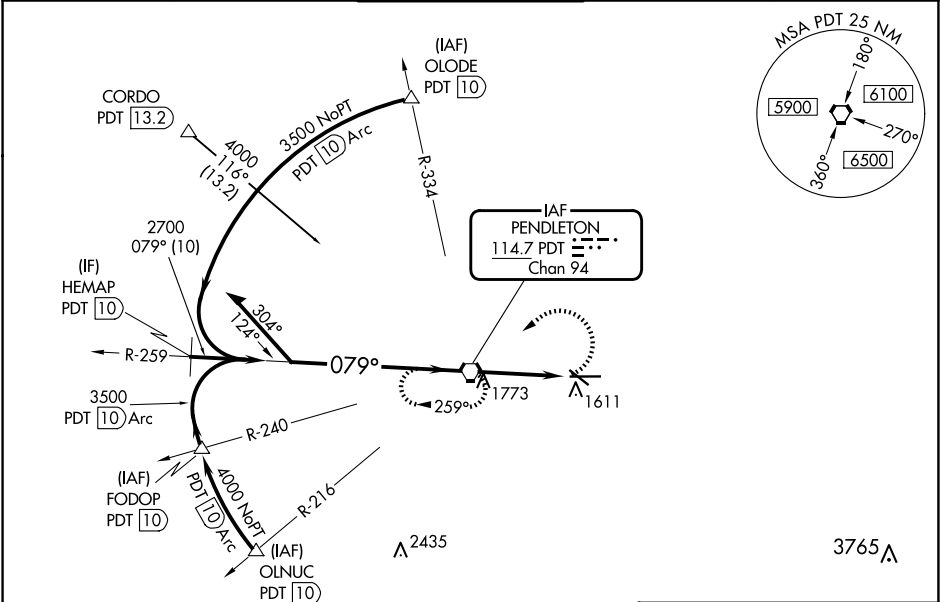 (IAF)
OLODE
PDT 10
CORDO
PDT 13.2
3500 NoPT
PDT 10 Arc
4000
116°
(13.2)
R-334
MSA PDT 25 NM
180°
5900
6100
270°
6500
360°
IAF
PENDLETON
114.7 PDT
Chan 94
2700
079° (10)
(IF)
HEMAP
PDT 10
304°
124°
R-259
079°
1773
1611
259°
3500
PDT 10 Arc
R-240
(IAF)
FODOP
PDT 10
4000 NoPT
PDT 10 Arc
R-216
(IAF)
OLNUC
PDT 10
2435
3765